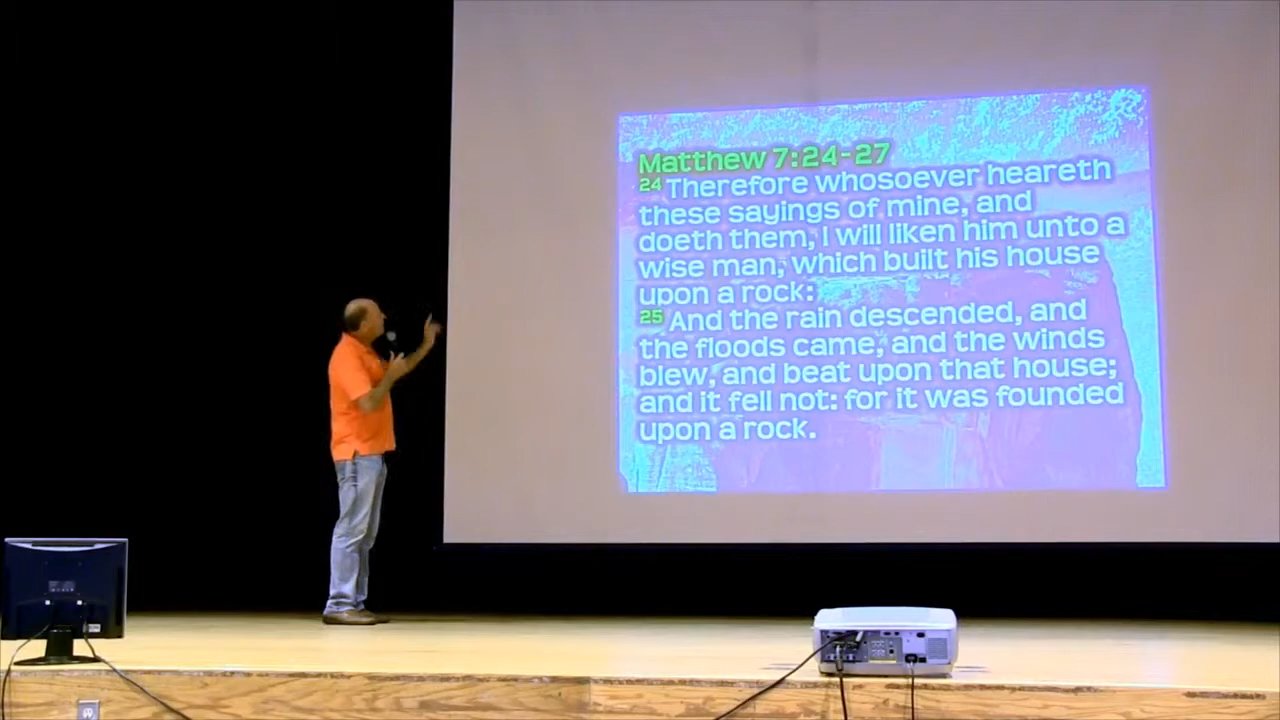 Matthew 7:24-27
24 Therefore whosoever heareth
these sayings of mine, and
doeth them, I will liken him unto a
wise man, which built his house
upon a rock:
25 And the rain descended, and
the floods came, and the winds
blew, and beat upon that house;
and it fell not: for it was founded
upon a rock.